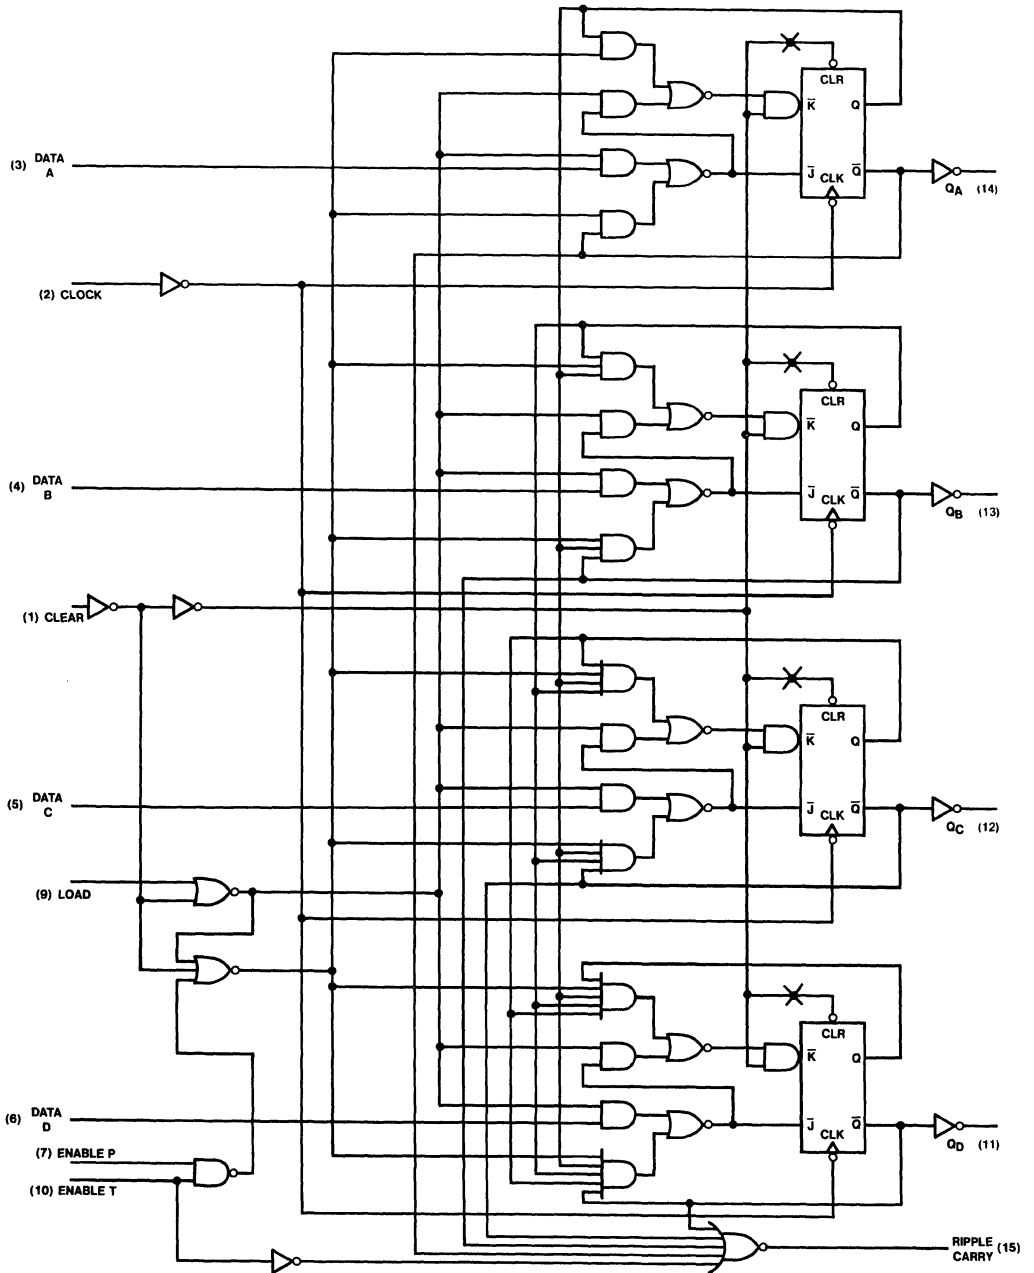 CLR
K̅ Q
(3) DATA
A
J̅ CLK Q̅
QA (14)
(2) CLOCK
CLR
K̅ Q
(4) DATA
B
J̅ CLK Q̅
QB (13)
(1) CLEAR
CLR
K̅ Q
(5) DATA
C
J̅ CLK Q̅
QC (12)
(9) LOAD
CLR
K̅ Q
(6) DATA
D
J̅ CLK Q̅
QD (11)
(7) ENABLE P
(10) ENABLE T
RIPPLE
CARRY (15)